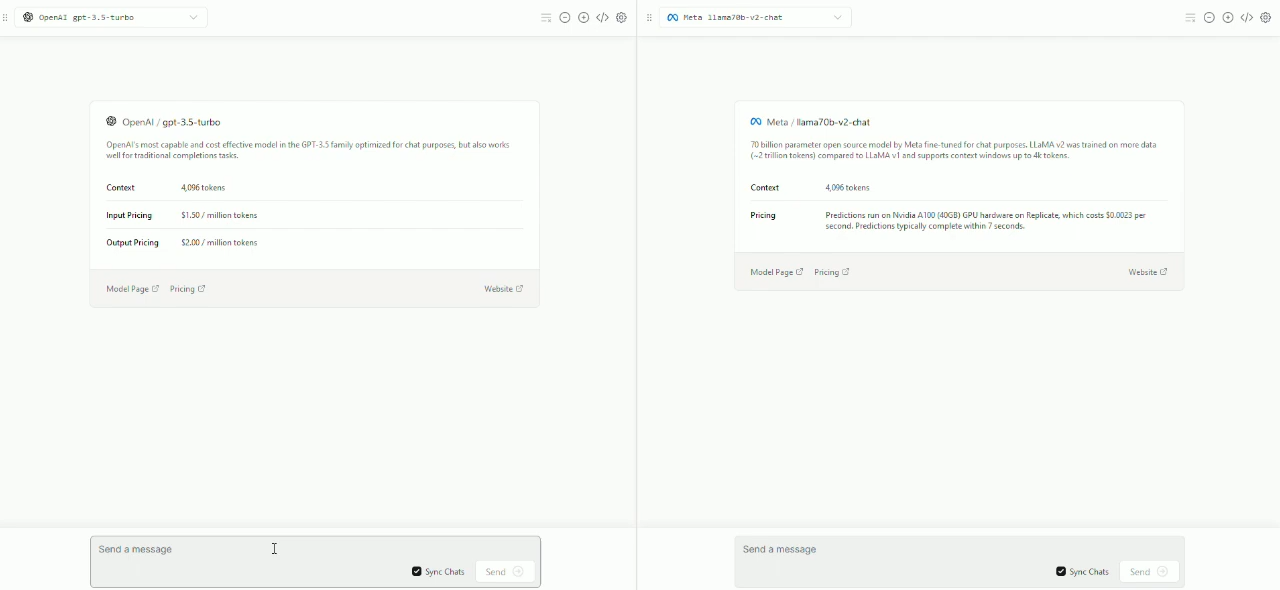 OpenAI gpt-3.5-turbo
OpenAI / gpt-3.5-turbo
OpenAI's most capable and cost effective model in the GPT-3.5 family optimized for chat purposes, but also works
well for traditional completions tasks.
Context 4,096 tokens
Input Pricing $1.50 / million tokens
Output Pricing $2.00 / million tokens
Model Page Pricing Website
Send a message
Sync Chats Send
Meta llama70b-v2-chat
Meta / llama70b-v2-chat
70 billion parameter open source model by Meta fine-tuned for chat purposes. LLaMA v2 was trained on more data
(~2 trillion tokens) compared to LLaMA v1 and supports context windows up to 4k tokens.
Context 4,096 tokens
Pricing Predictions run on Nvidia A100 (40GB) GPU hardware on Replicate, which costs $0.0023 per
second. Predictions typically complete within 7 seconds.
Model Page Pricing Website
Send a message
Sync Chats Send